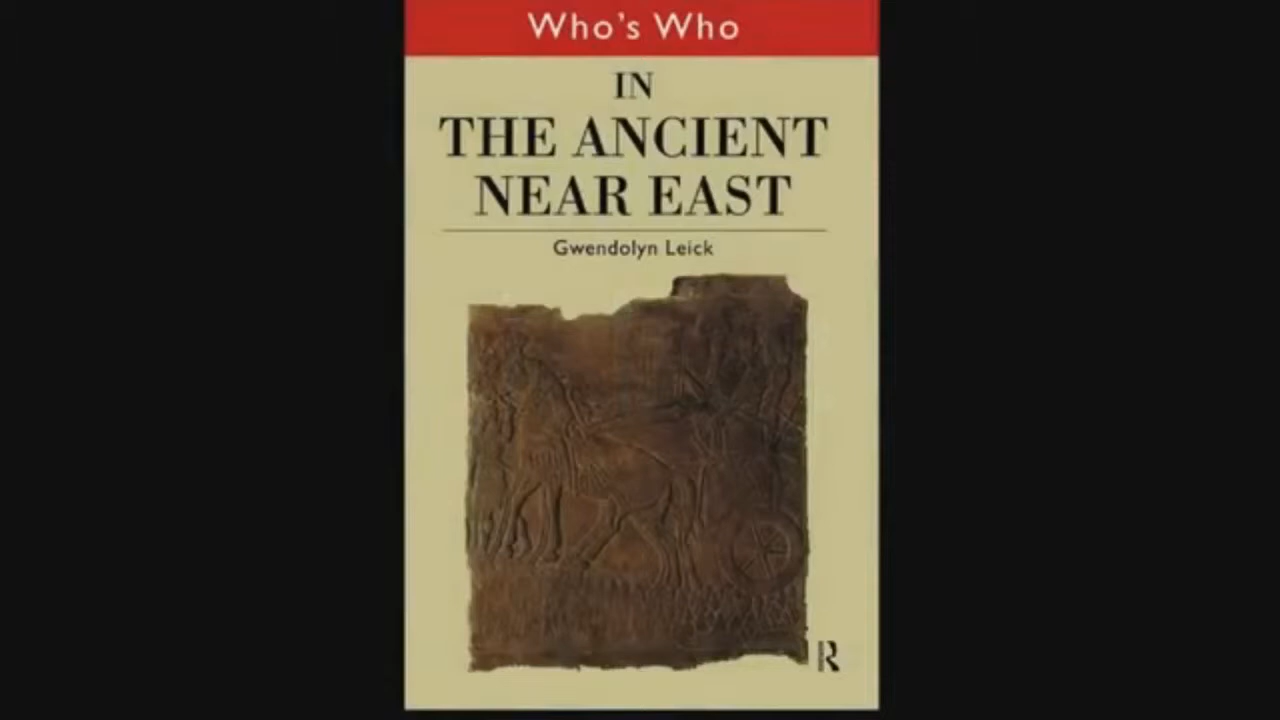 Who's Who
IN
THE ANCIENT
NEAR EAST
Gwendolyn Leick
R